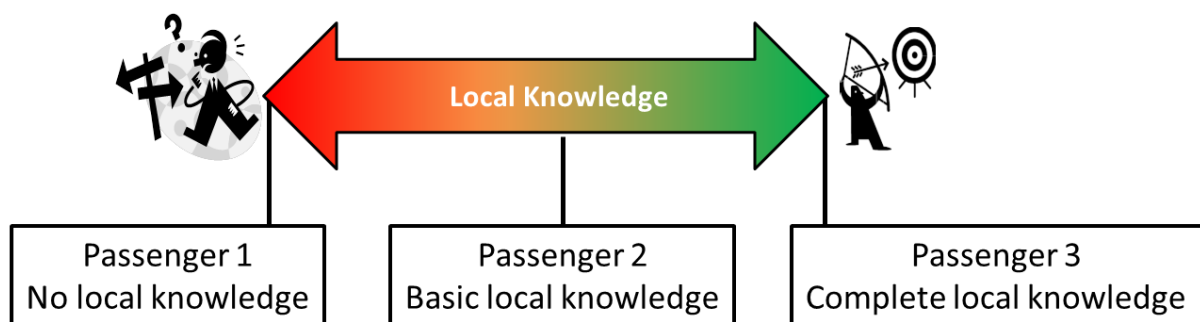 ?
Local Knowledge
Passenger 1
No local knowledge
Passenger 2
Basic local knowledge
Passenger 3
Complete local knowledge